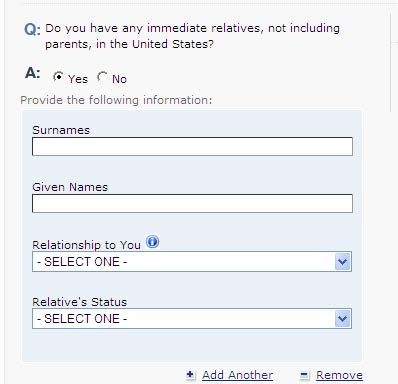 Q: Do you have any immediate relatives, not including
parents, in the United States?
A: Yes No
Provide the following information:
Surnames
Given Names
Relationship to You
- SELECT ONE -
Relative's Status
- SELECT ONE -
Add Another Remove